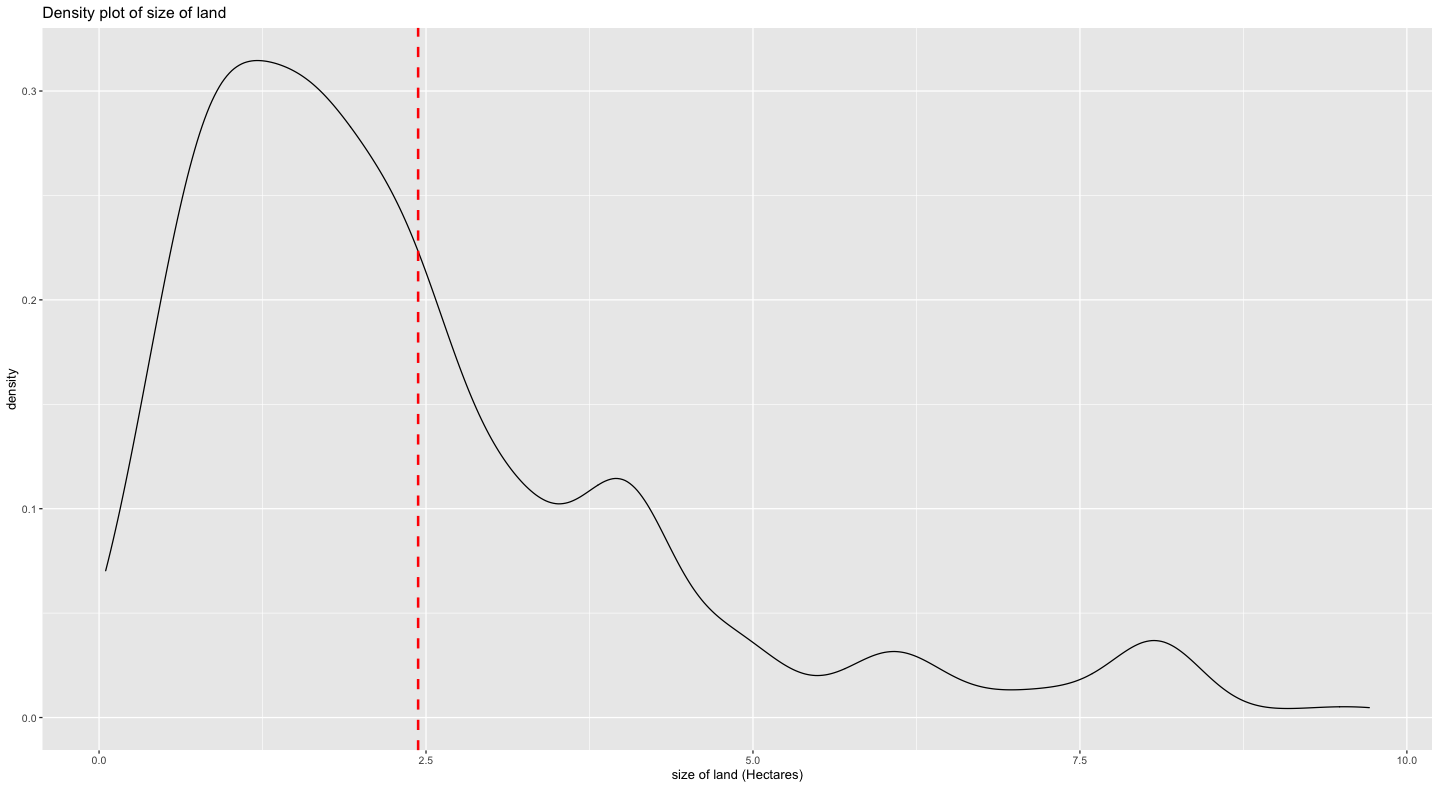 Density plot of size of land
0.3
0.2
density
0.1
0.0
0.0 2.5 5.0 7.5 10.0
size of land (Hectares)